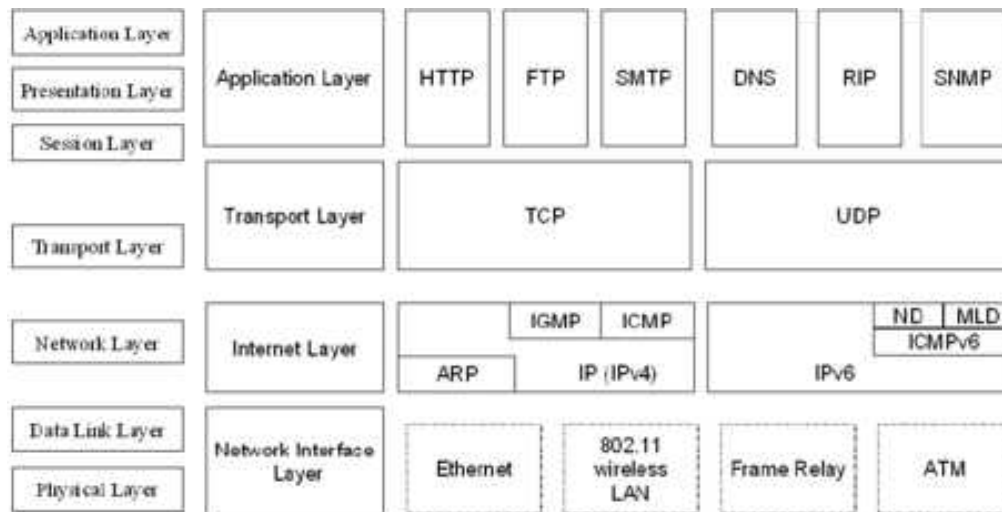 Application Layer
Presentation Layer
Session Layer
Transport Layer
Network Layer
Data Link Layer
Physical Layer
Application Layer
HTTP
FTP
SMTP
DNS
RIP
SNMP
Transport Layer
TCP
UDP
Internet Layer
IGMP
ICMP
ARP
IP (IPv4)
ND
MLD
ICMPv6
IPv6
Network Interface
Layer
Ethernet
802.11
wireless
LAN
Frame Relay
ATM